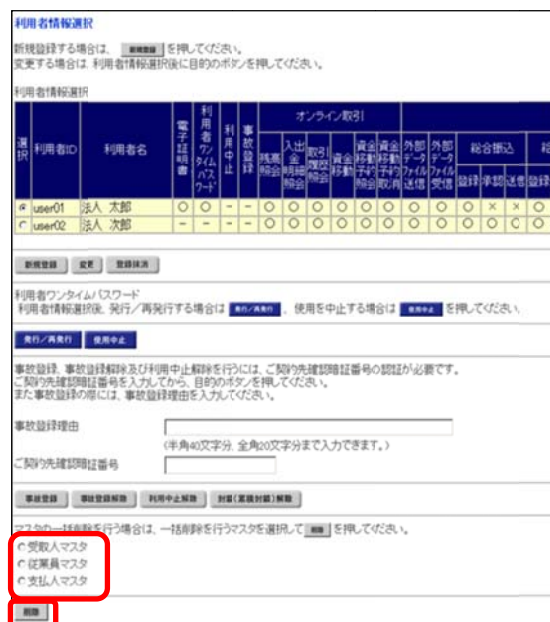 利用者情報選択
新規登録する場合は、 新規登録 を押してください。
変更する場合は、利用者情報選択後に目的のボタンを押してください。
利用者情報選択
選択 利用者ID 利用者名 電子証明書 利用者ワンタイムパスワード 利用中止 事故登録 オンライン取引
残高照会 入出金明細照会 取引履歴照会 資金移動 資金移動予約照会 資金移動予約取消 外部データファイル送信 外部データファイル受信 総合振込 給
登録 承認 送信 登録
user01 法人 太郎 ○ ○ - - ○ ○ ○ ○ ○ ○ ○ ○ ○ × × ○
user02 法人 次郎 - - - - ○ ○ ○ ○ ○ ○ ○ ○ ○ ○ ○ ○
新規登録 変更 登録抹消
利用者ワンタイムパスワード
利用者情報選択後、発行/再発行する場合は 発行/再発行 、使用を中止する場合は 使用中止 を押してください。
発行/再発行 使用中止
事故登録、事故登録解除及び利用中止解除を行うには、ご契約先確認暗証番号の認証が必要です。
ご契約先確認暗証番号を入力してから、目的のボタンを押してください。
また事故登録の際には、事故登録理由を入力してください。
事故登録理由
(半角40文字分、全角20文字分まで入力できます。)
ご契約先確認暗証番号
事故登録 事故登録解除 利用中止解除 封鎖(累積封鎖)解除
マスタの一括削除を行う場合は、一括削除を行うマスタを選択して 削除 を押してください。
受取人マスタ
従業員マスタ
支払人マスタ
削除